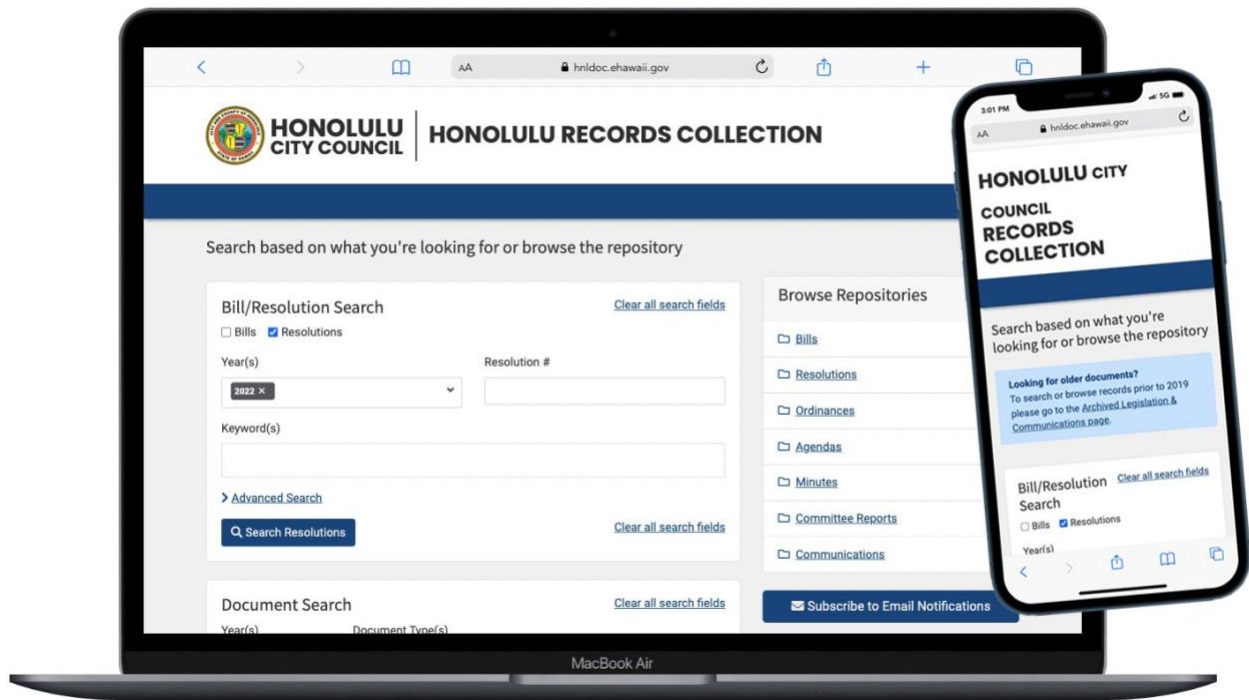 AA
hnldoc.ehawaii.gov
HONOLULU
CITY COUNCIL
HONOLULU RECORDS COLLECTION
Search based on what you're looking for or browse the repository
Bill/Resolution Search
Clear all search fields
Bills
Resolutions
Year(s)
Resolution #
2022 ×
Keyword(s)
Advanced Search
Search Resolutions
Clear all search fields
Document Search
Clear all search fields
Year(s)
Document Type(s)
Browse Repositories
Bills
Resolutions
Ordinances
Agendas
Minutes
Committee Reports
Communications
Subscribe to Email Notifications
MacBook Air
3:01 PM
5G
AA
hnldoc.ehawaii.gov
HONOLULU CITY
COUNCIL
RECORDS
COLLECTION
Search based on what you're
looking for or browse the repository
Looking for older documents?
To search or browse records prior to 2019
please go to the Archived Legislation &
Communications page.
Bill/Resolution
Search
Clear all search fields
Bills
Resolutions
Year(s)